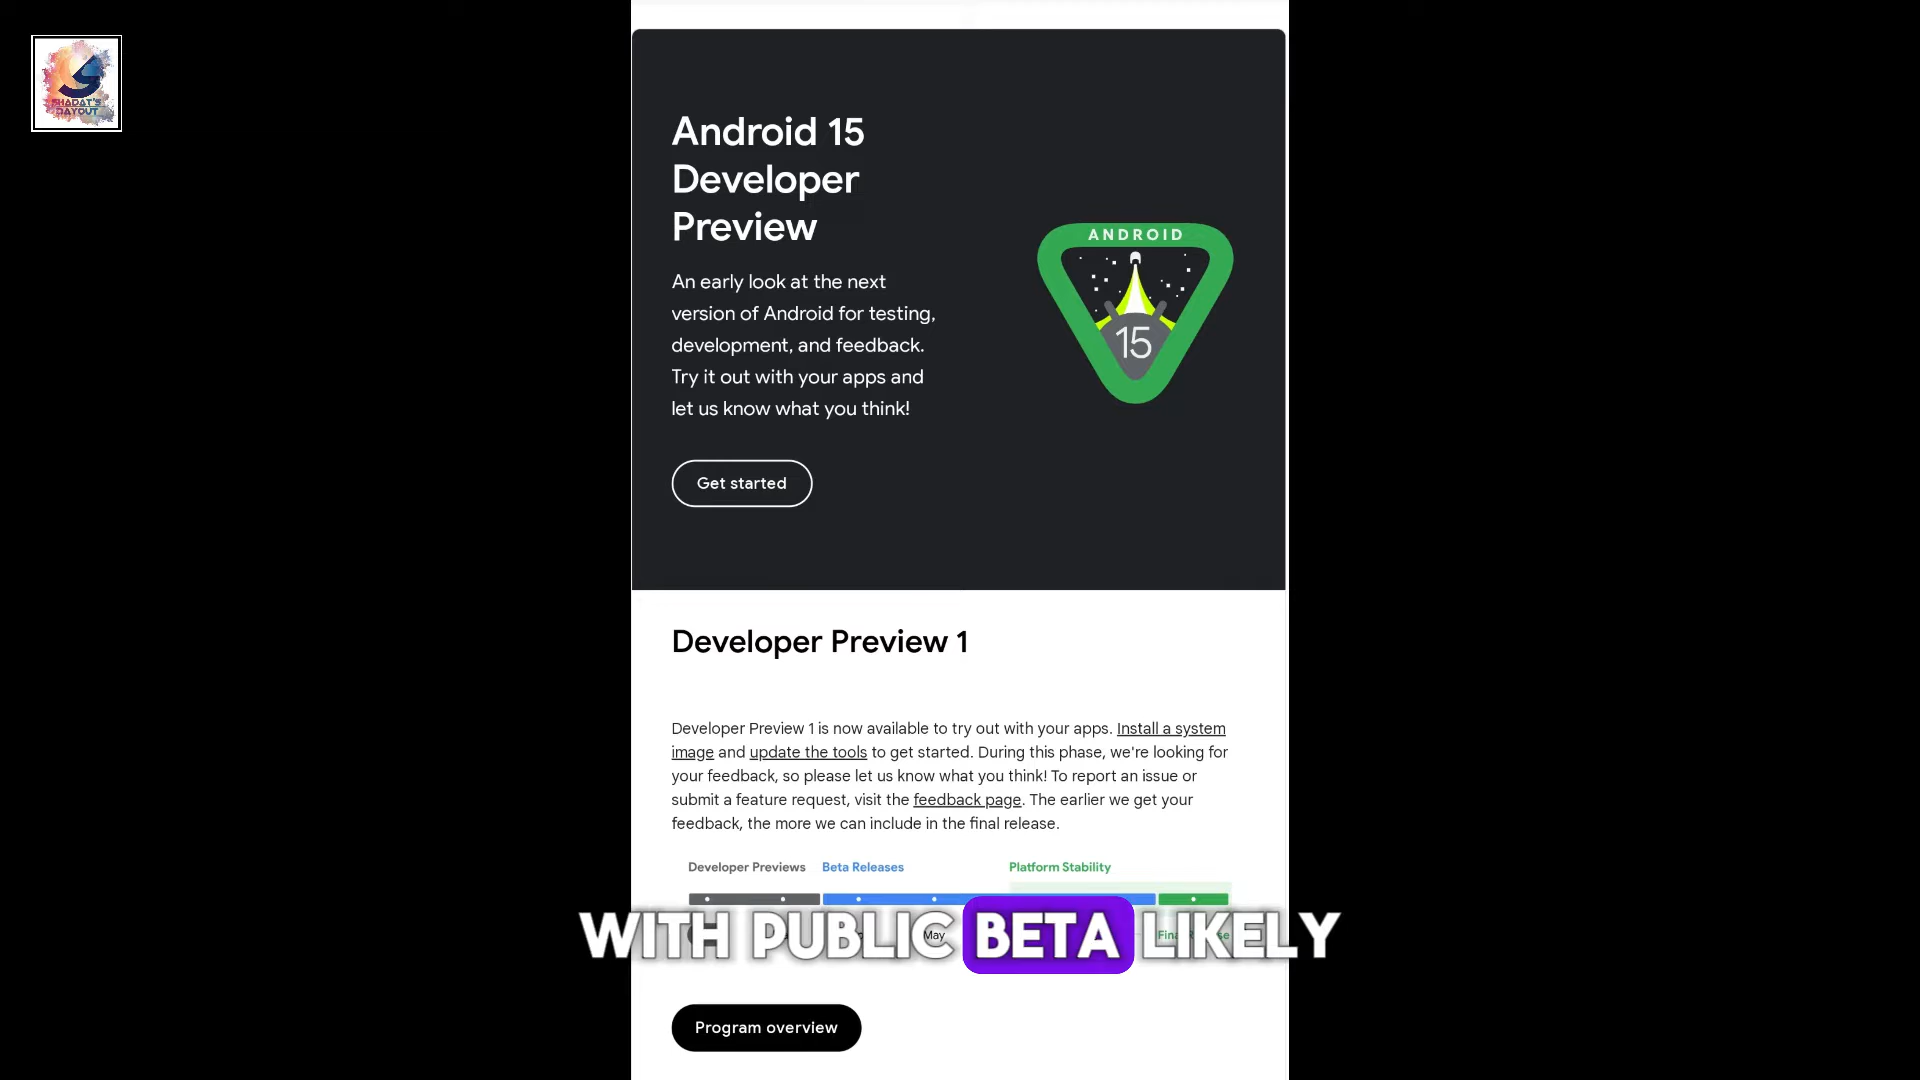 SHADAT'S
DAYOUT
Android 15
Developer
Preview
An early look at the next
version of Android for testing,
development, and feedback.
Try it out with your apps and
let us know what you think!
Get started
ANDROID
15
Developer Preview 1
Developer Preview 1 is now available to try out with your apps. Install a system
image and update the tools to get started. During this phase, we're looking for
your feedback, so please let us know what you think! To report an issue or
submit a feature request, visit the feedback page. The earlier we get your
feedback, the more we can include in the final release.
Developer Previews Beta Releases Platform Stability
May
WITH PUBLIC BETA LIKELY
Program overview